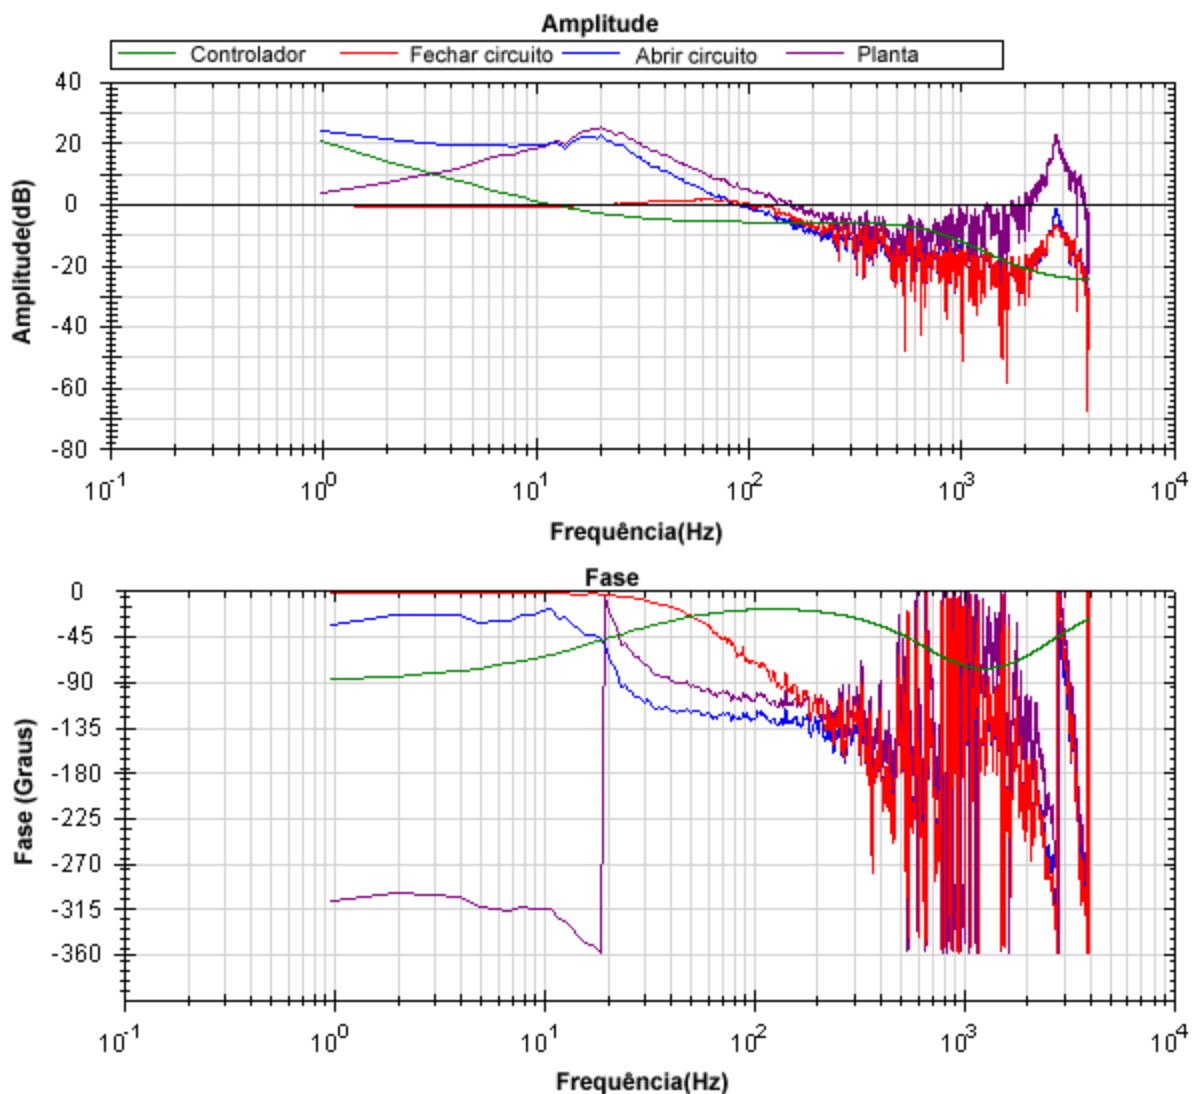 Amplitude
Controlador Fechar circuito Abrir circuito Planta
40
20
0
-20
-40
-60
-80
Amplitude(dB)
10-1 100 101 102 103 104
Frequência(Hz)
Fase
0
-45
-90
-135
-180
-225
-270
-315
-360
Fase (Graus)
10-1 100 101 102 103 104
Frequência(Hz)